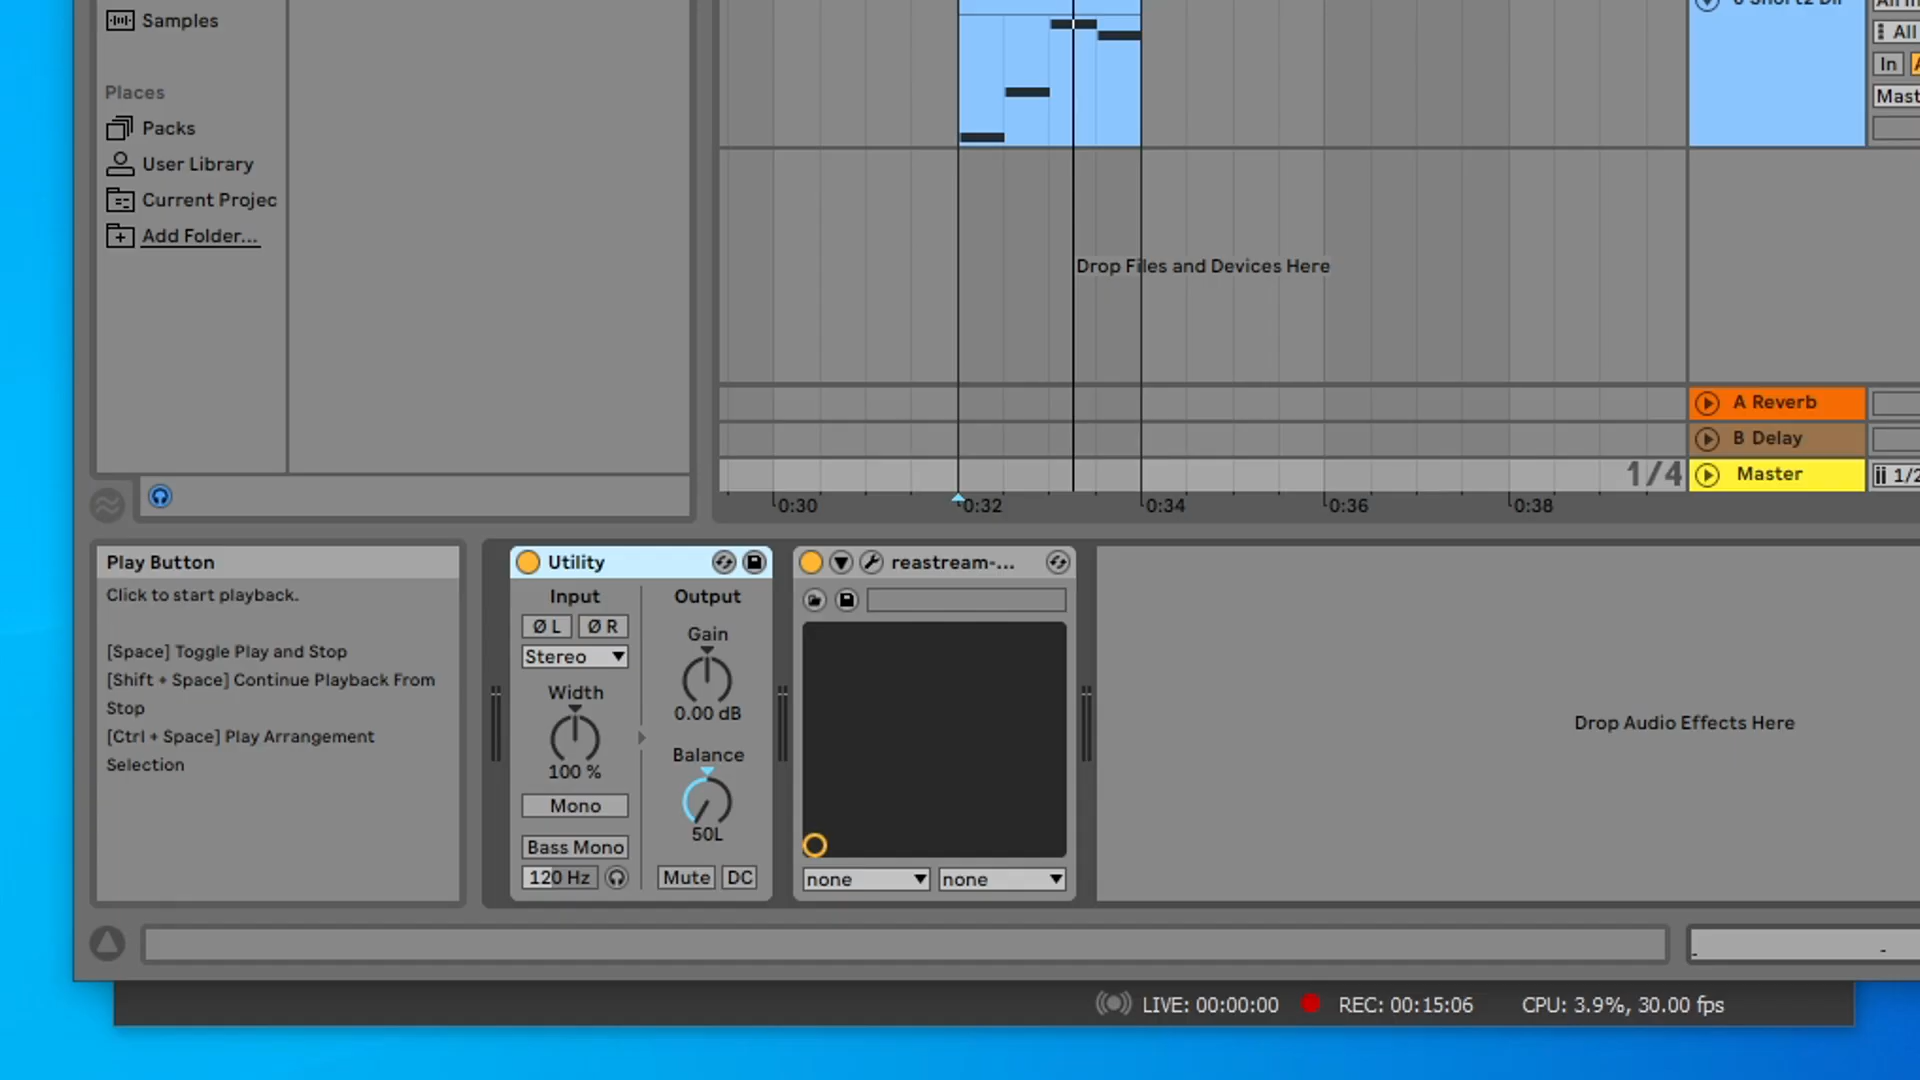 Samples
Places
Packs
User Library
Current Projec
Add Folder...
All
In
Mast
Drop Files and Devices Here
A Reverb
B Delay
1/4
Master
1/2
0:30
0:32
0:34
0:36
0:38
Play Button
Click to start playback.
[Space] Toggle Play and Stop
[Shift + Space] Continue Playback From
Stop
[Ctrl + Space] Play Arrangement
Selection
Utility
Input
Output
Ø L
Ø R
Gain
Stereo
Width
0.00 dB
100 %
Balance
Mono
50L
Bass Mono
120 Hz
Mute
DC
reastream-...
none
none
Drop Audio Effects Here
LIVE: 00:00:00
REC: 00:15:06
CPU: 3.9%, 30.00 fps